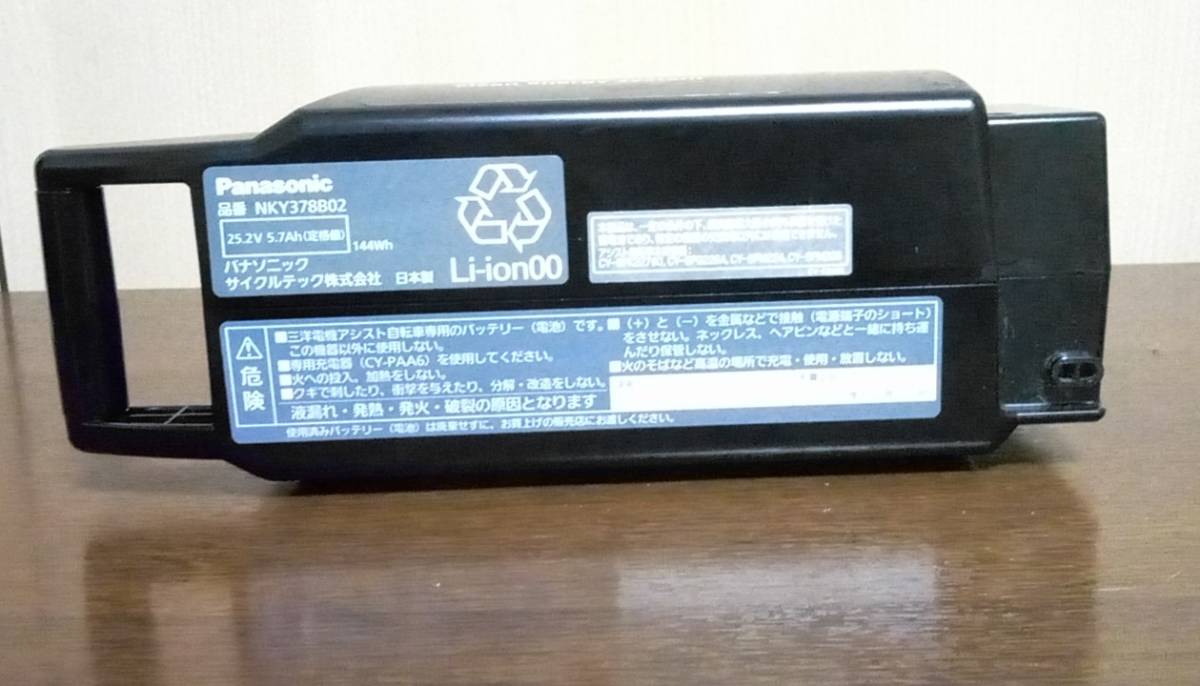 Panasonic
品番 NKY378B02
25.2V 5.7Ah(定格値)
144Wh
パナソニック
サイクルテック株式会社 日本製
Li-ion00
危険
■三洋電機アシスト自転車専用のバッテリー（電池）です。
この機器以外に使用しない。
■専用充電器（CY-PAA6）を使用してください。
■火への投入、加熱をしない。
■クギで刺したり、衝撃を与えたり、分解・改造をしない。
液漏れ・発熱・発火・破裂の原因となります
■（+）と（−）を金属などで接触（電源端子のショート）
をさせない。ネックレス、ヘアピンなどと一緒に持ち運
んだり保管しない。
■火のそばなど高温の場所で充電・使用・放置しない。
使用済みバッテリー（電池）は廃棄せずに、お買上げの販売店にお渡しください。